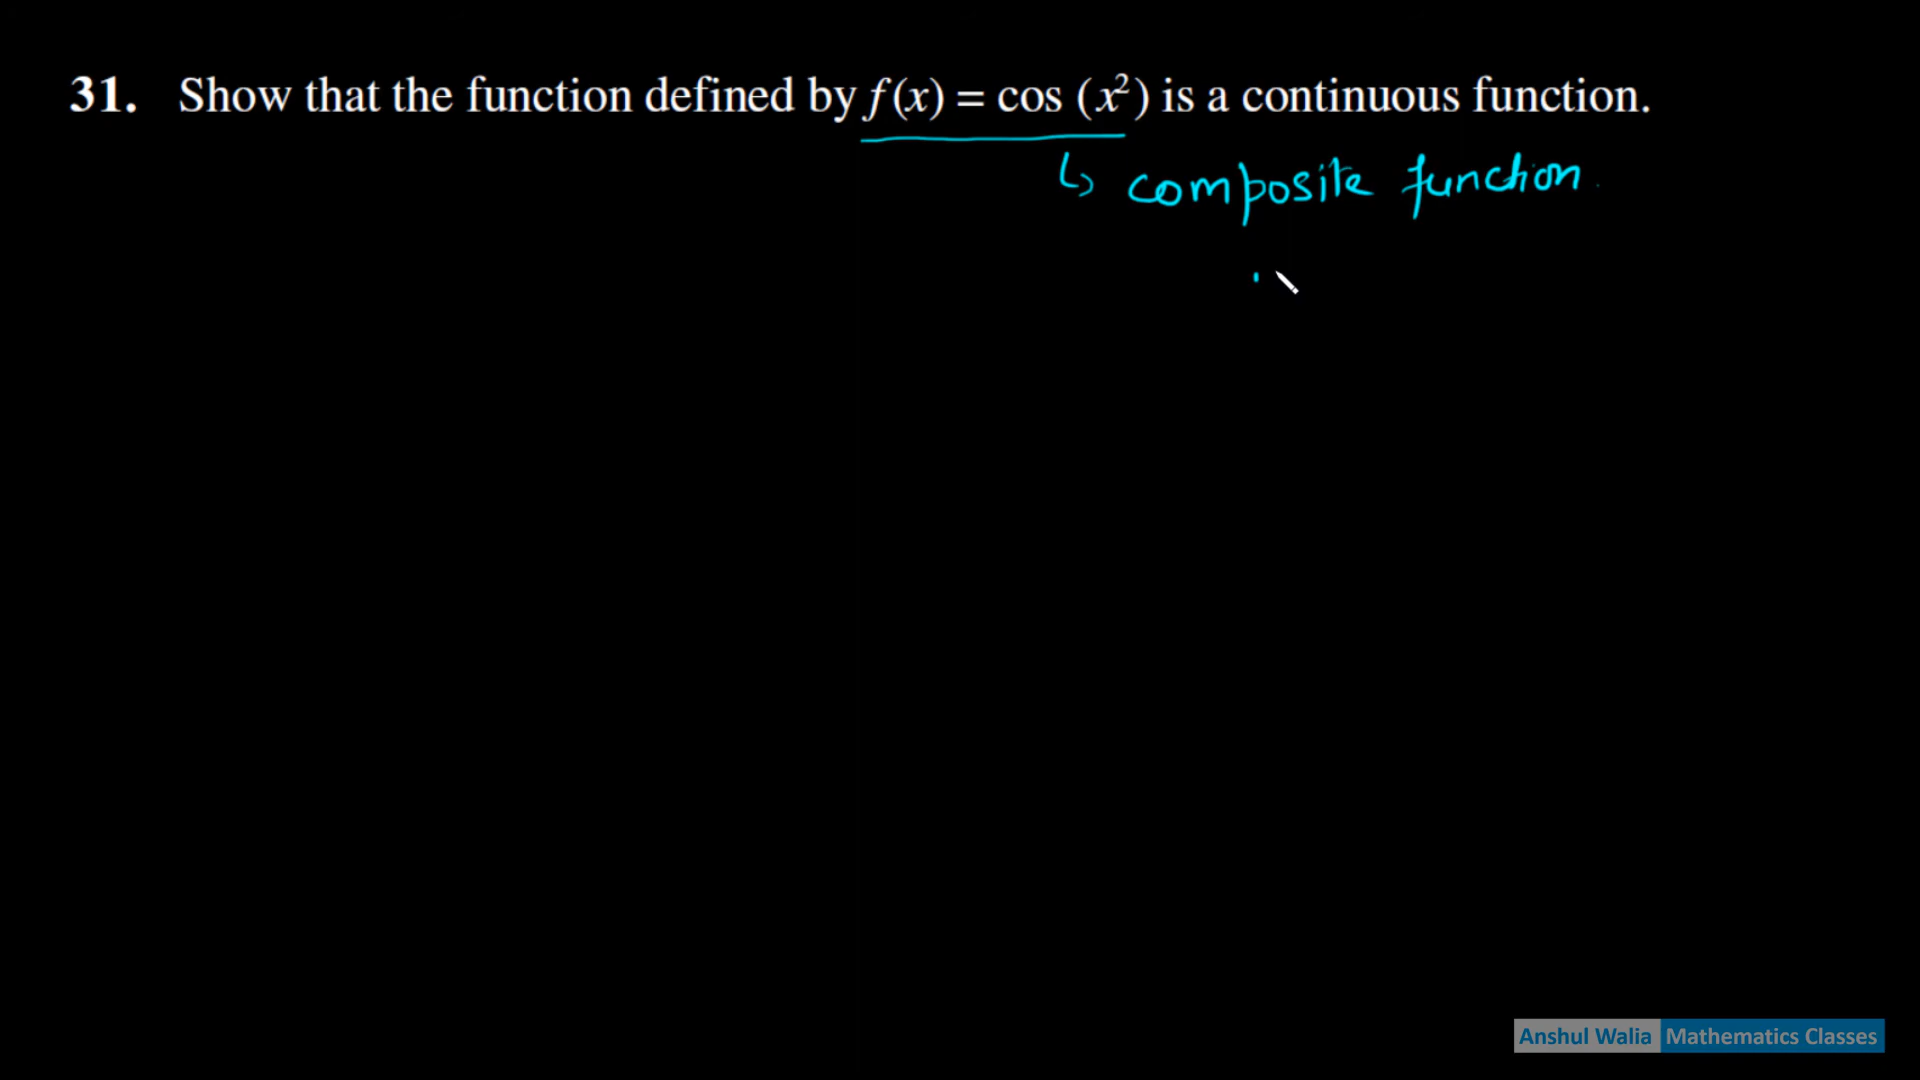 31. Show that the function defined by f(x) = cos (x²) is a continuous function.
↳ composite function.
Anshul Walia Mathematics Classes